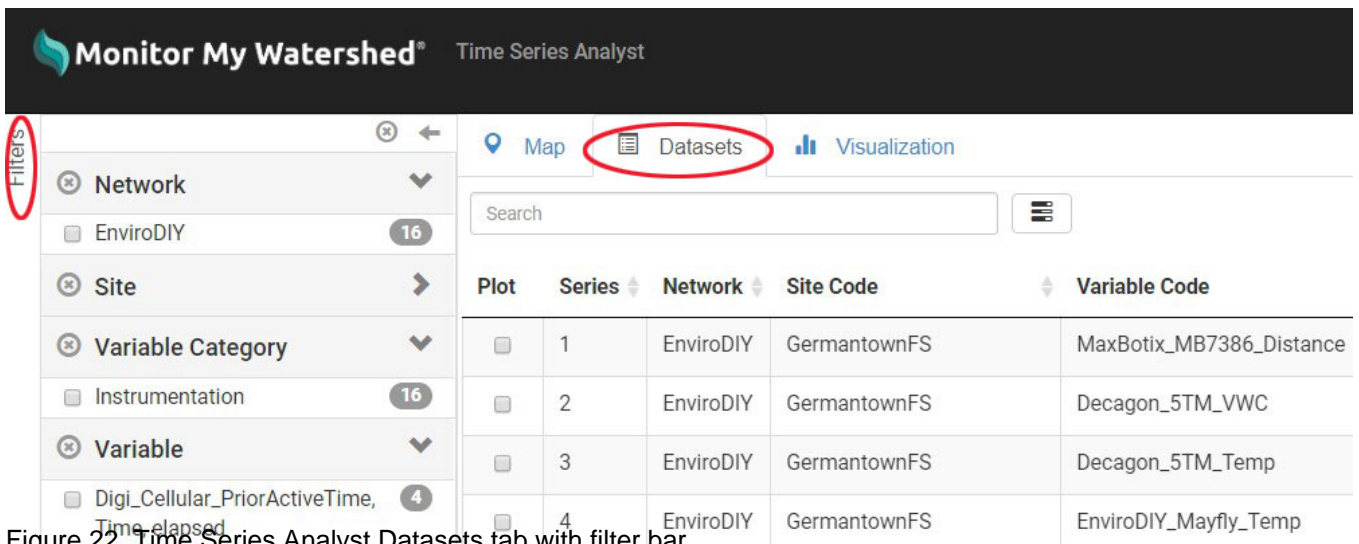 Monitor My Watershed® Time Series Analyst
Filters
Network
EnviroDIY 16
Site
Variable Category
Instrumentation 16
Variable
Digi_Cellular_PriorActiveTime, 4
Time elapsed
Map Datasets Visualization
Search
Plot Series Network Site Code Variable Code
1 EnviroDIY GermantownFS MaxBotix_MB7386_Distance
2 EnviroDIY GermantownFS Decagon_5TM_VWC
3 EnviroDIY GermantownFS Decagon_5TM_Temp
4 EnviroDIY GermantownFS EnviroDIY_Mayfly_Temp
Figure 22. Time Series Analyst Datasets tab with filter bar